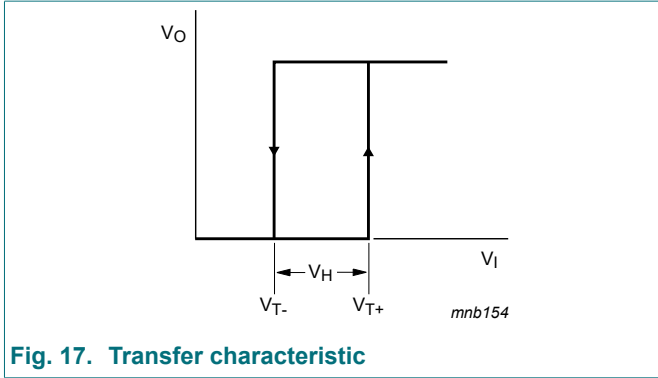 VO
VI
VH
VT-
VT+
mnb154
Fig. 17. Transfer characteristic